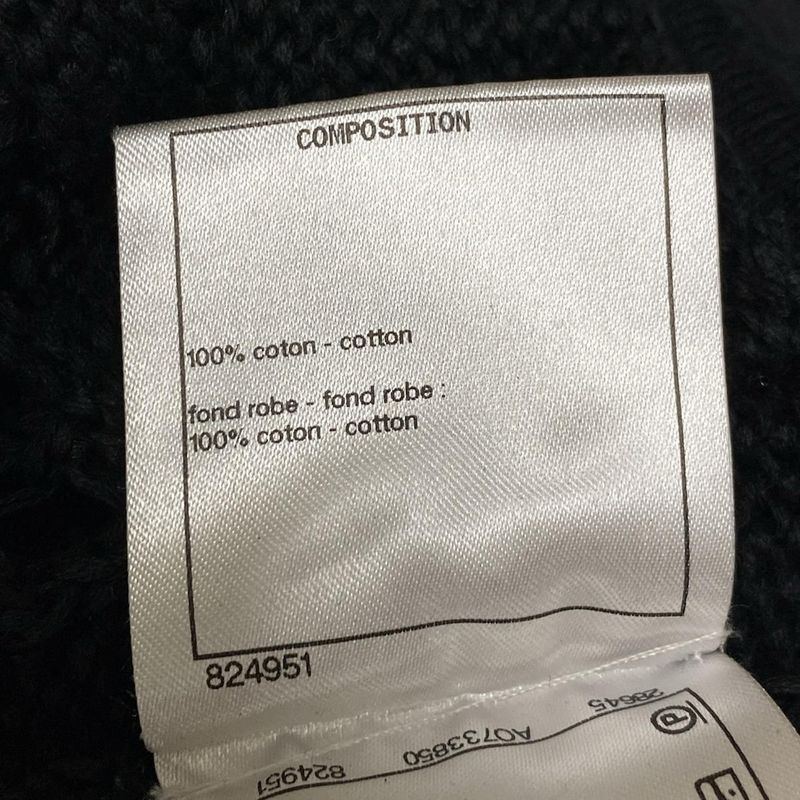 COMPOSITION
100% coton - cotton
fond robe - fond robe :
100% coton - cotton
824951
28645
A0733850
824951
P